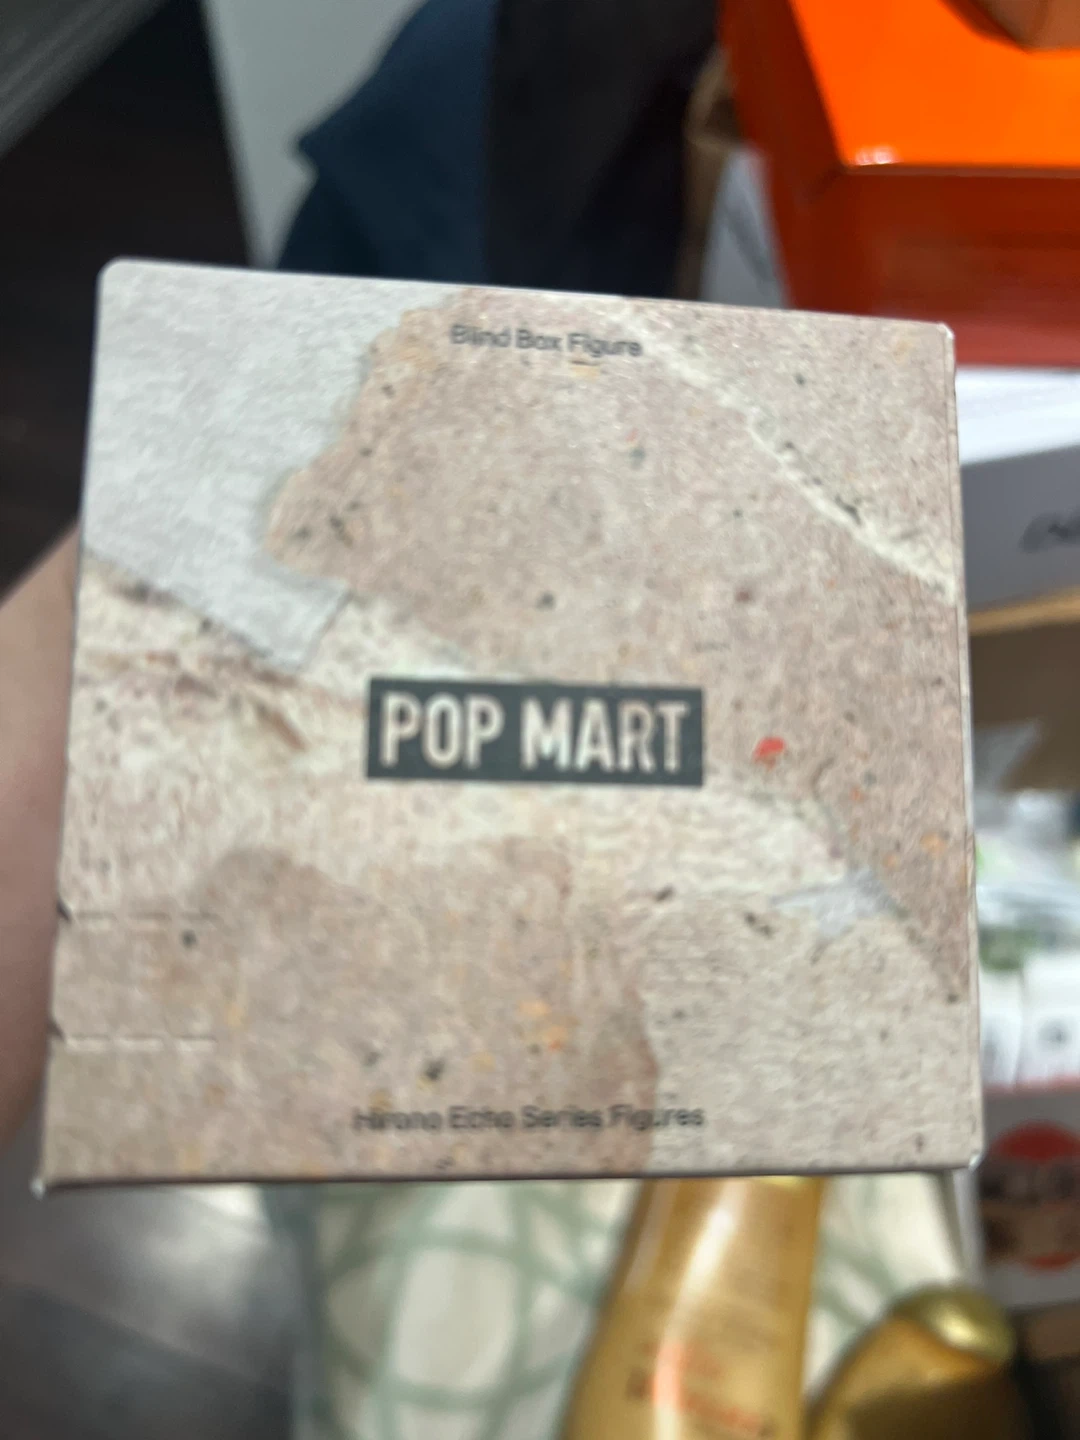 Blind Box Figure
POP MART
Hirono Echo Series Figures